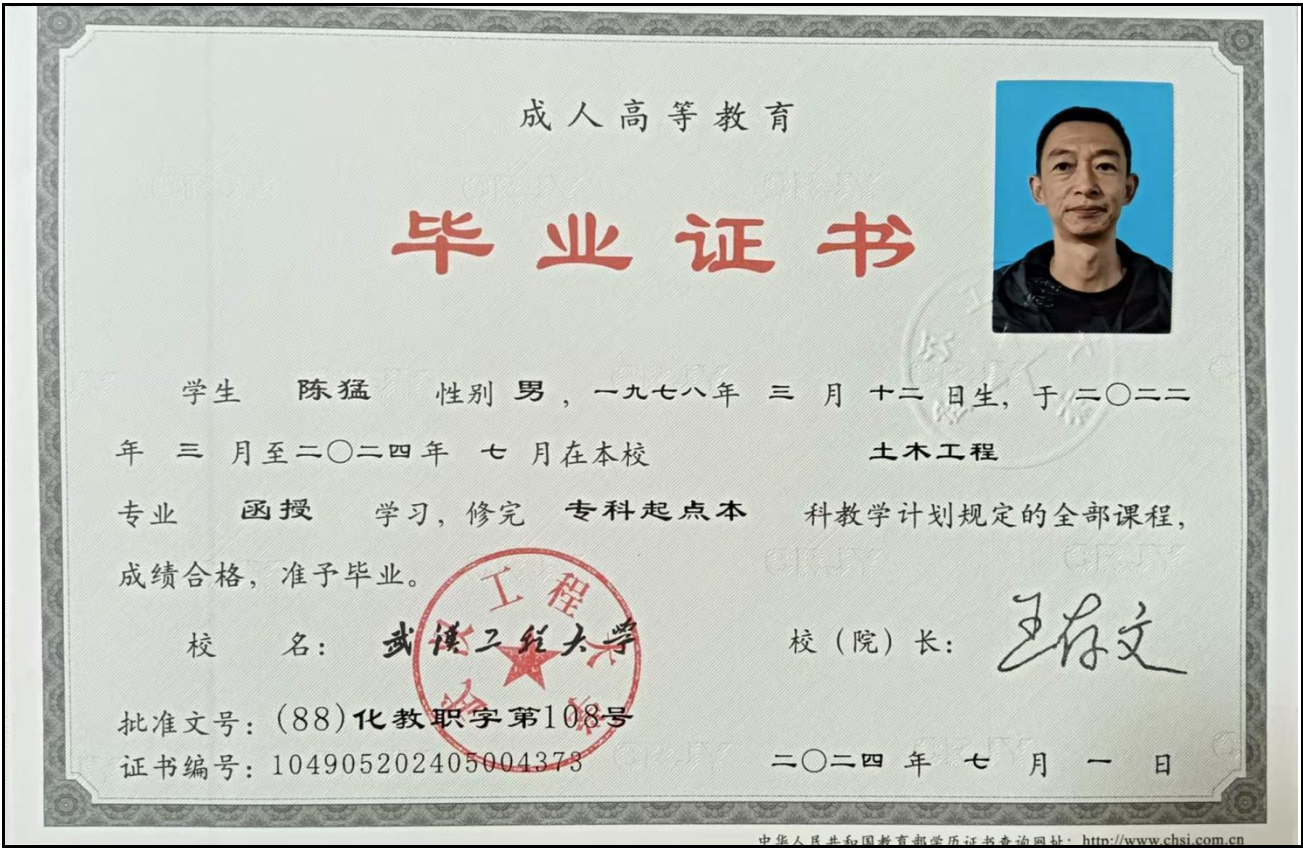 成人高等教育
毕业证书
学生 陈猛 性别 男 ，一九七八年 三 月 十二 日生，于 二〇二二
年 三 月至二〇二四年 七 月在本校 土木工程
专业 函授 学习，修完 专科起点本 科教学计划规定的全部课程，
成绩合格，准予毕业。
校 名： 武汉工程大学 校（院）长： 王存文
武汉工程大学
批准文号：(88)化教职字第108号
证书编号：104905202405004373 二〇二四 年 七 月 一 日
中华人民共和国教育部学历证书查询网址：http://www.chsi.com.cn